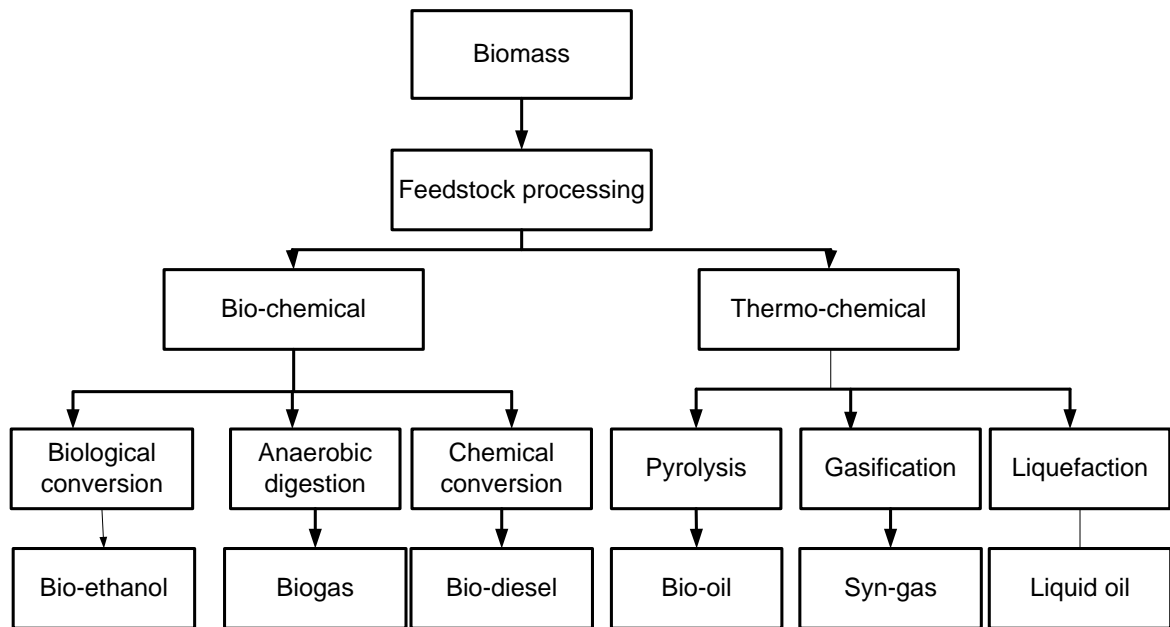 Biomass
Feedstock processing
Bio-chemical
Thermo-chemical
Biological
conversion
Anaerobic
digestion
Chemical
conversion
Pyrolysis
Gasification
Liquefaction
Bio-ethanol
Biogas
Bio-diesel
Bio-oil
Syn-gas
Liquid oil